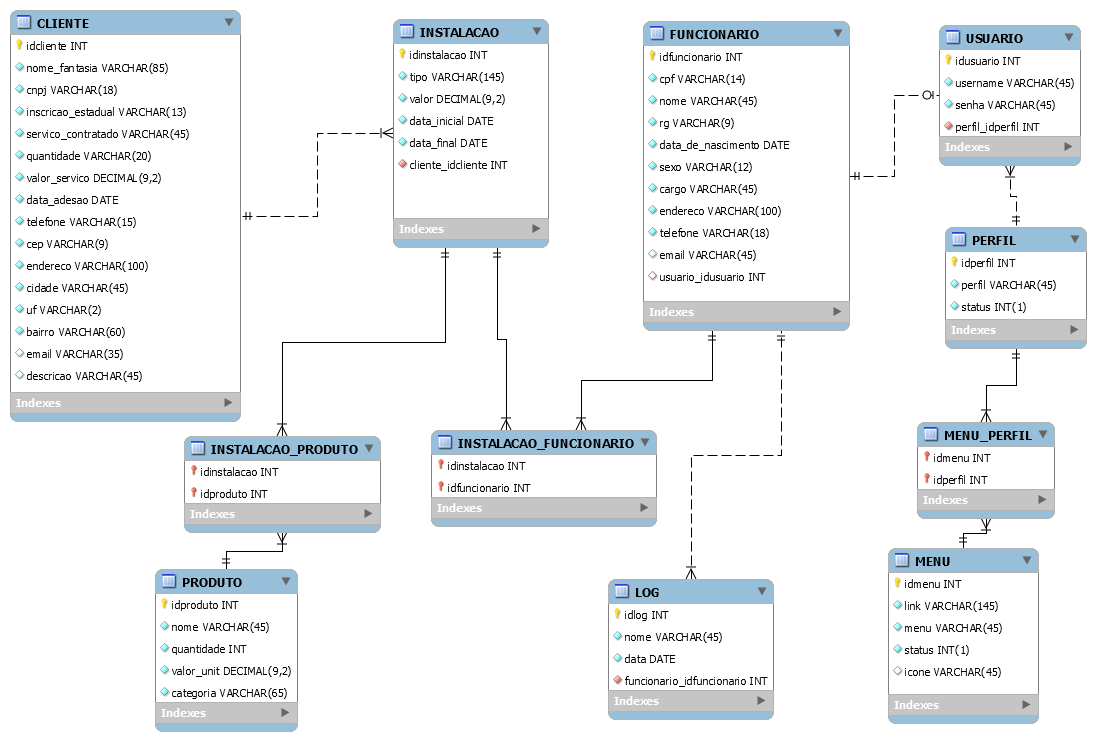 CLIENTE
idcliente INT
nome_fantasia VARCHAR(85)
cnpj VARCHAR(18)
inscricao_estadual VARCHAR(13)
servico_contratado VARCHAR(45)
quantidade VARCHAR(20)
valor_servico DECIMAL(9,2)
data_adesao DATE
telefone VARCHAR(15)
cep VARCHAR(9)
endereco VARCHAR(100)
cidade VARCHAR(45)
uf VARCHAR(2)
bairro VARCHAR(60)
email VARCHAR(35)
descricao VARCHAR(45)
Indexes
INSTALACAO
idinstalacao INT
tipo VARCHAR(145)
valor DECIMAL(9,2)
data_inicial DATE
data_final DATE
cliente_idcliente INT
Indexes
FUNCIONARIO
idfuncionario INT
cpf VARCHAR(14)
nome VARCHAR(45)
rg VARCHAR(9)
data_de_nascimento DATE
sexo VARCHAR(12)
cargo VARCHAR(45)
endereco VARCHAR(100)
telefone VARCHAR(18)
email VARCHAR(45)
usuario_idusuario INT
Indexes
USUARIO
idusuario INT
username VARCHAR(45)
senha VARCHAR(45)
perfil_idperfil INT
Indexes
PERFIL
idperfil INT
perfil VARCHAR(45)
status INT(1)
Indexes
INSTALACAO_PRODUTO
idinstalacao INT
idproduto INT
Indexes
INSTALACAO_FUNCIONARIO
idinstalacao INT
idfuncionario INT
Indexes
MENU_PERFIL
idmenu INT
idperfil INT
Indexes
PRODUTO
idproduto INT
nome VARCHAR(45)
quantidade INT
valor_unit DECIMAL(9,2)
categoria VARCHAR(65)
Indexes
LOG
idlog INT
nome VARCHAR(45)
data DATE
funcionario_idfuncionario INT
Indexes
MENU
idmenu INT
link VARCHAR(145)
menu VARCHAR(45)
status INT(1)
icone VARCHAR(45)
Indexes